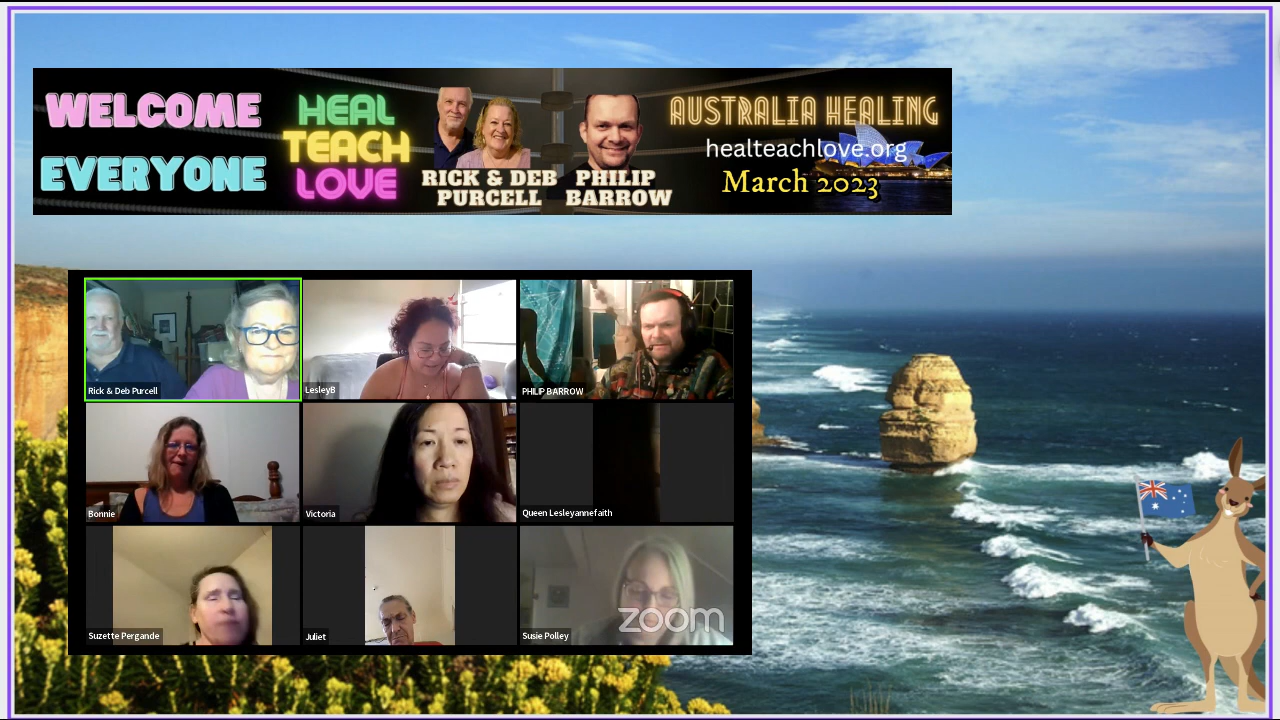 WELCOME
EVERYONE
HEAL
TEACH
LOVE
RICK & DEB
PURCELL
PHILIP
BARROW
AUSTRALIA HEALING
healteachlove.org
March 2023
Rick & Deb Purcell
LesleyB
PHILIP BARROW
Bonnie
Victoria
Queen Lesleyannefaith
Suzette Pergande
Juliet
Susie Polley
zoom